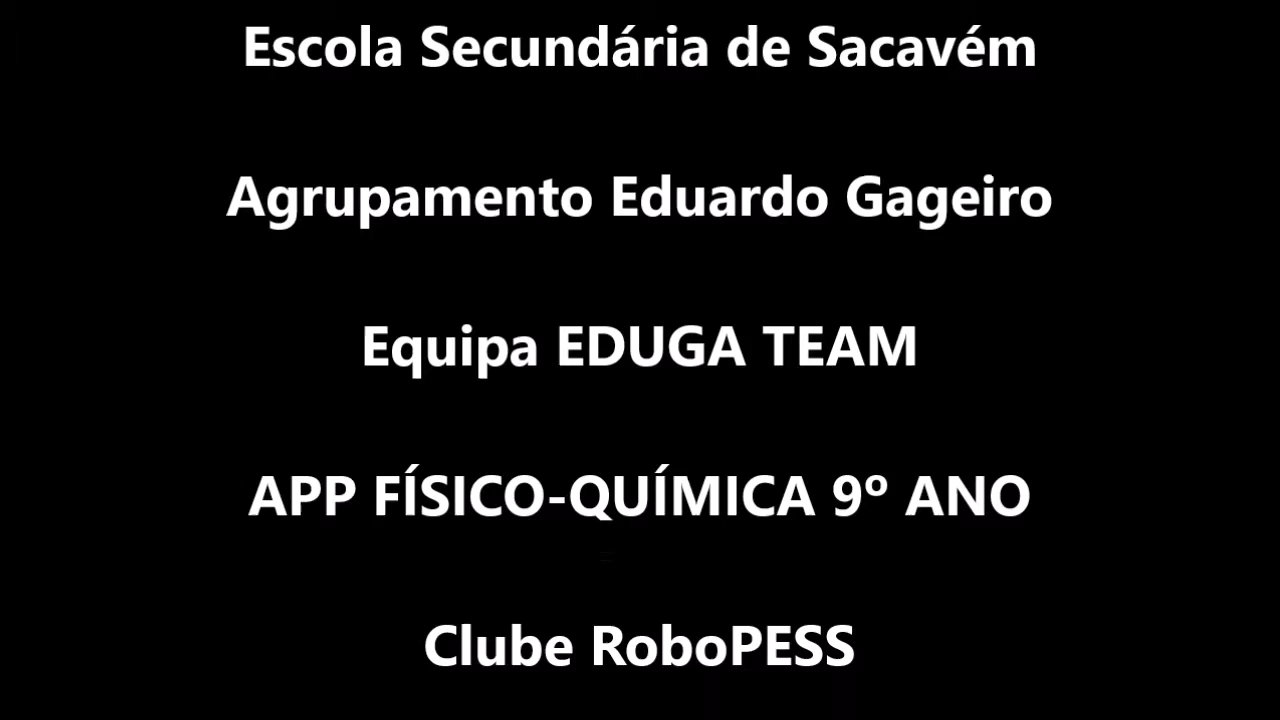 Escola Secundária de Sacavém
Agrupamento Eduardo Gageiro
Equipa EDUGA TEAM
APP FÍSICO-QUÍMICA 9º ANO
Clube RoboPESS